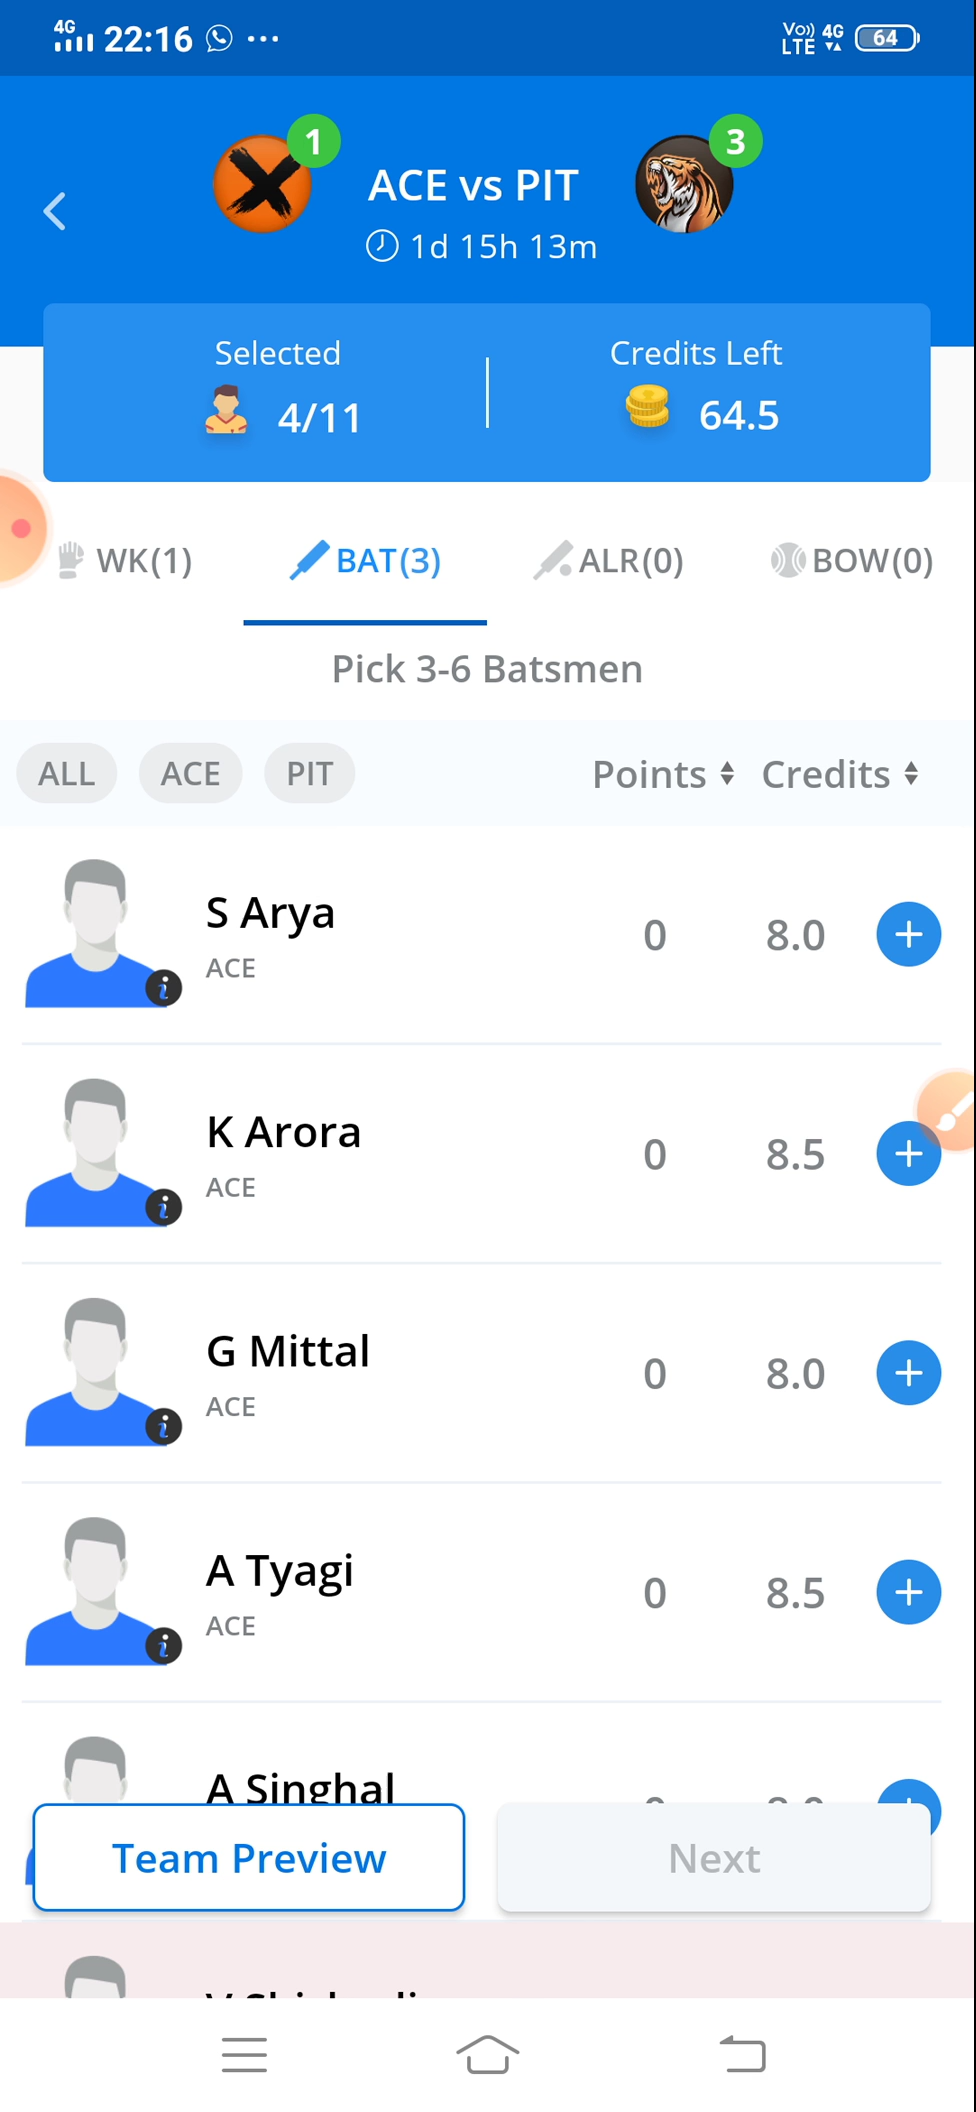 4G 22:16 ... Vo)) LTE 4G 64
1 3
ACE vs PIT
1d 15h 13m
Selected Credits Left
4/11 64.5
WK(1) BAT(3) ALR(0) BOW(0)
Pick 3-6 Batsmen
ALL ACE PIT Points Credits
S Arya 0 8.0 +
ACE
K Arora 0 8.5 +
ACE
G Mittal 0 8.0 +
ACE
A Tyagi 0 8.5 +
ACE
A Singhal
Team Preview Next